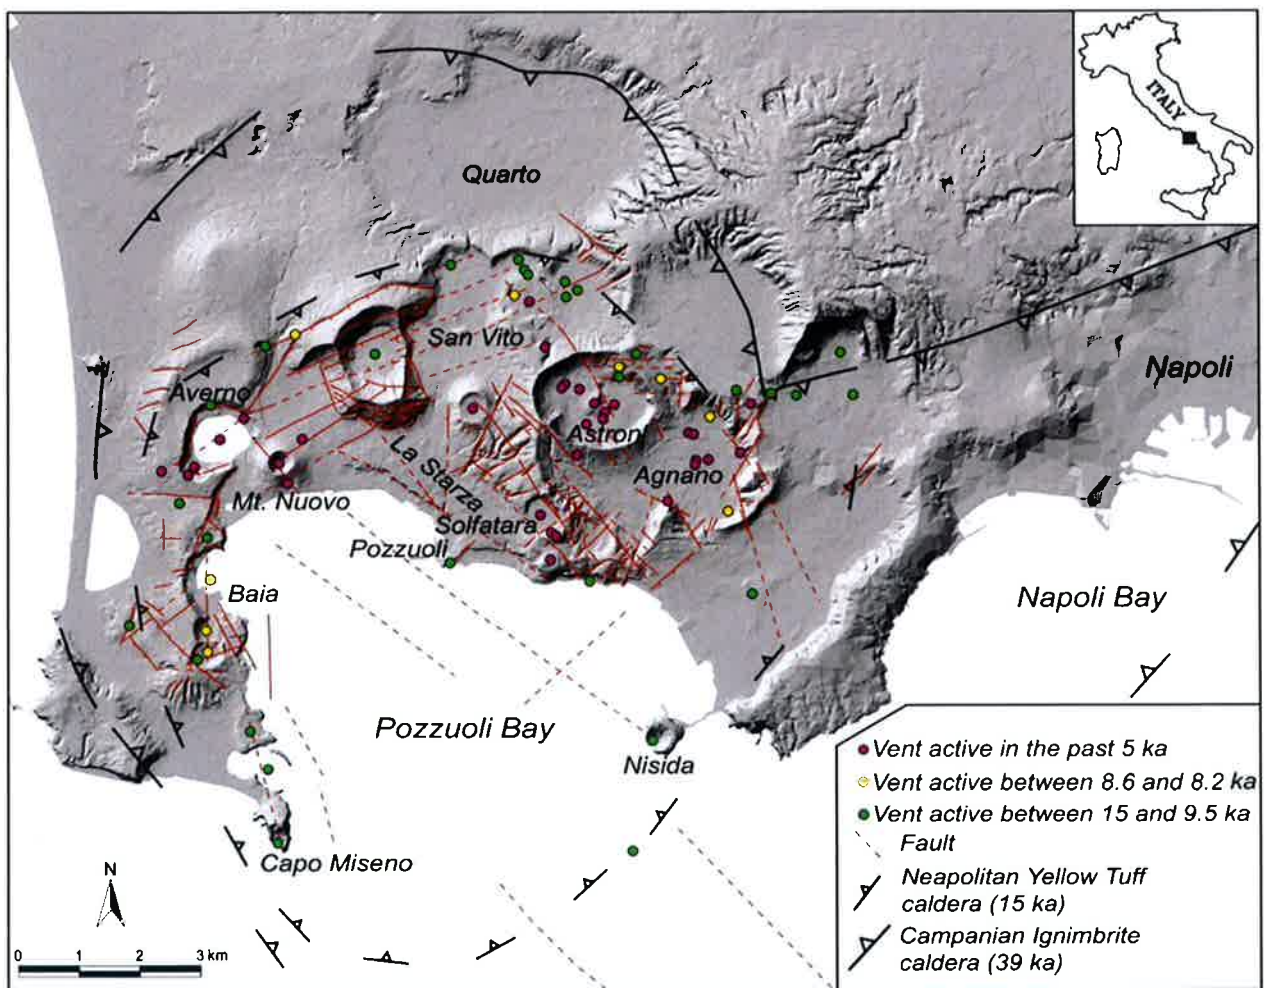 ITALY
Quarto
San Vito
Napoli
Averno
Astroni
La Starza
Agnano
Mt. Nuovo
Solfatara
Pozzuoli
Baia
Napoli Bay
Pozzuoli Bay
Nisida
Capo Miseno
N
0 1 2 3 km
Vent active in the past 5 ka
Vent active between 8.6 and 8.2 ka
Vent active between 15 and 9.5 ka
Fault
Neapolitan Yellow Tuff
caldera (15 ka)
Campanian Ignimbrite
caldera (39 ka)